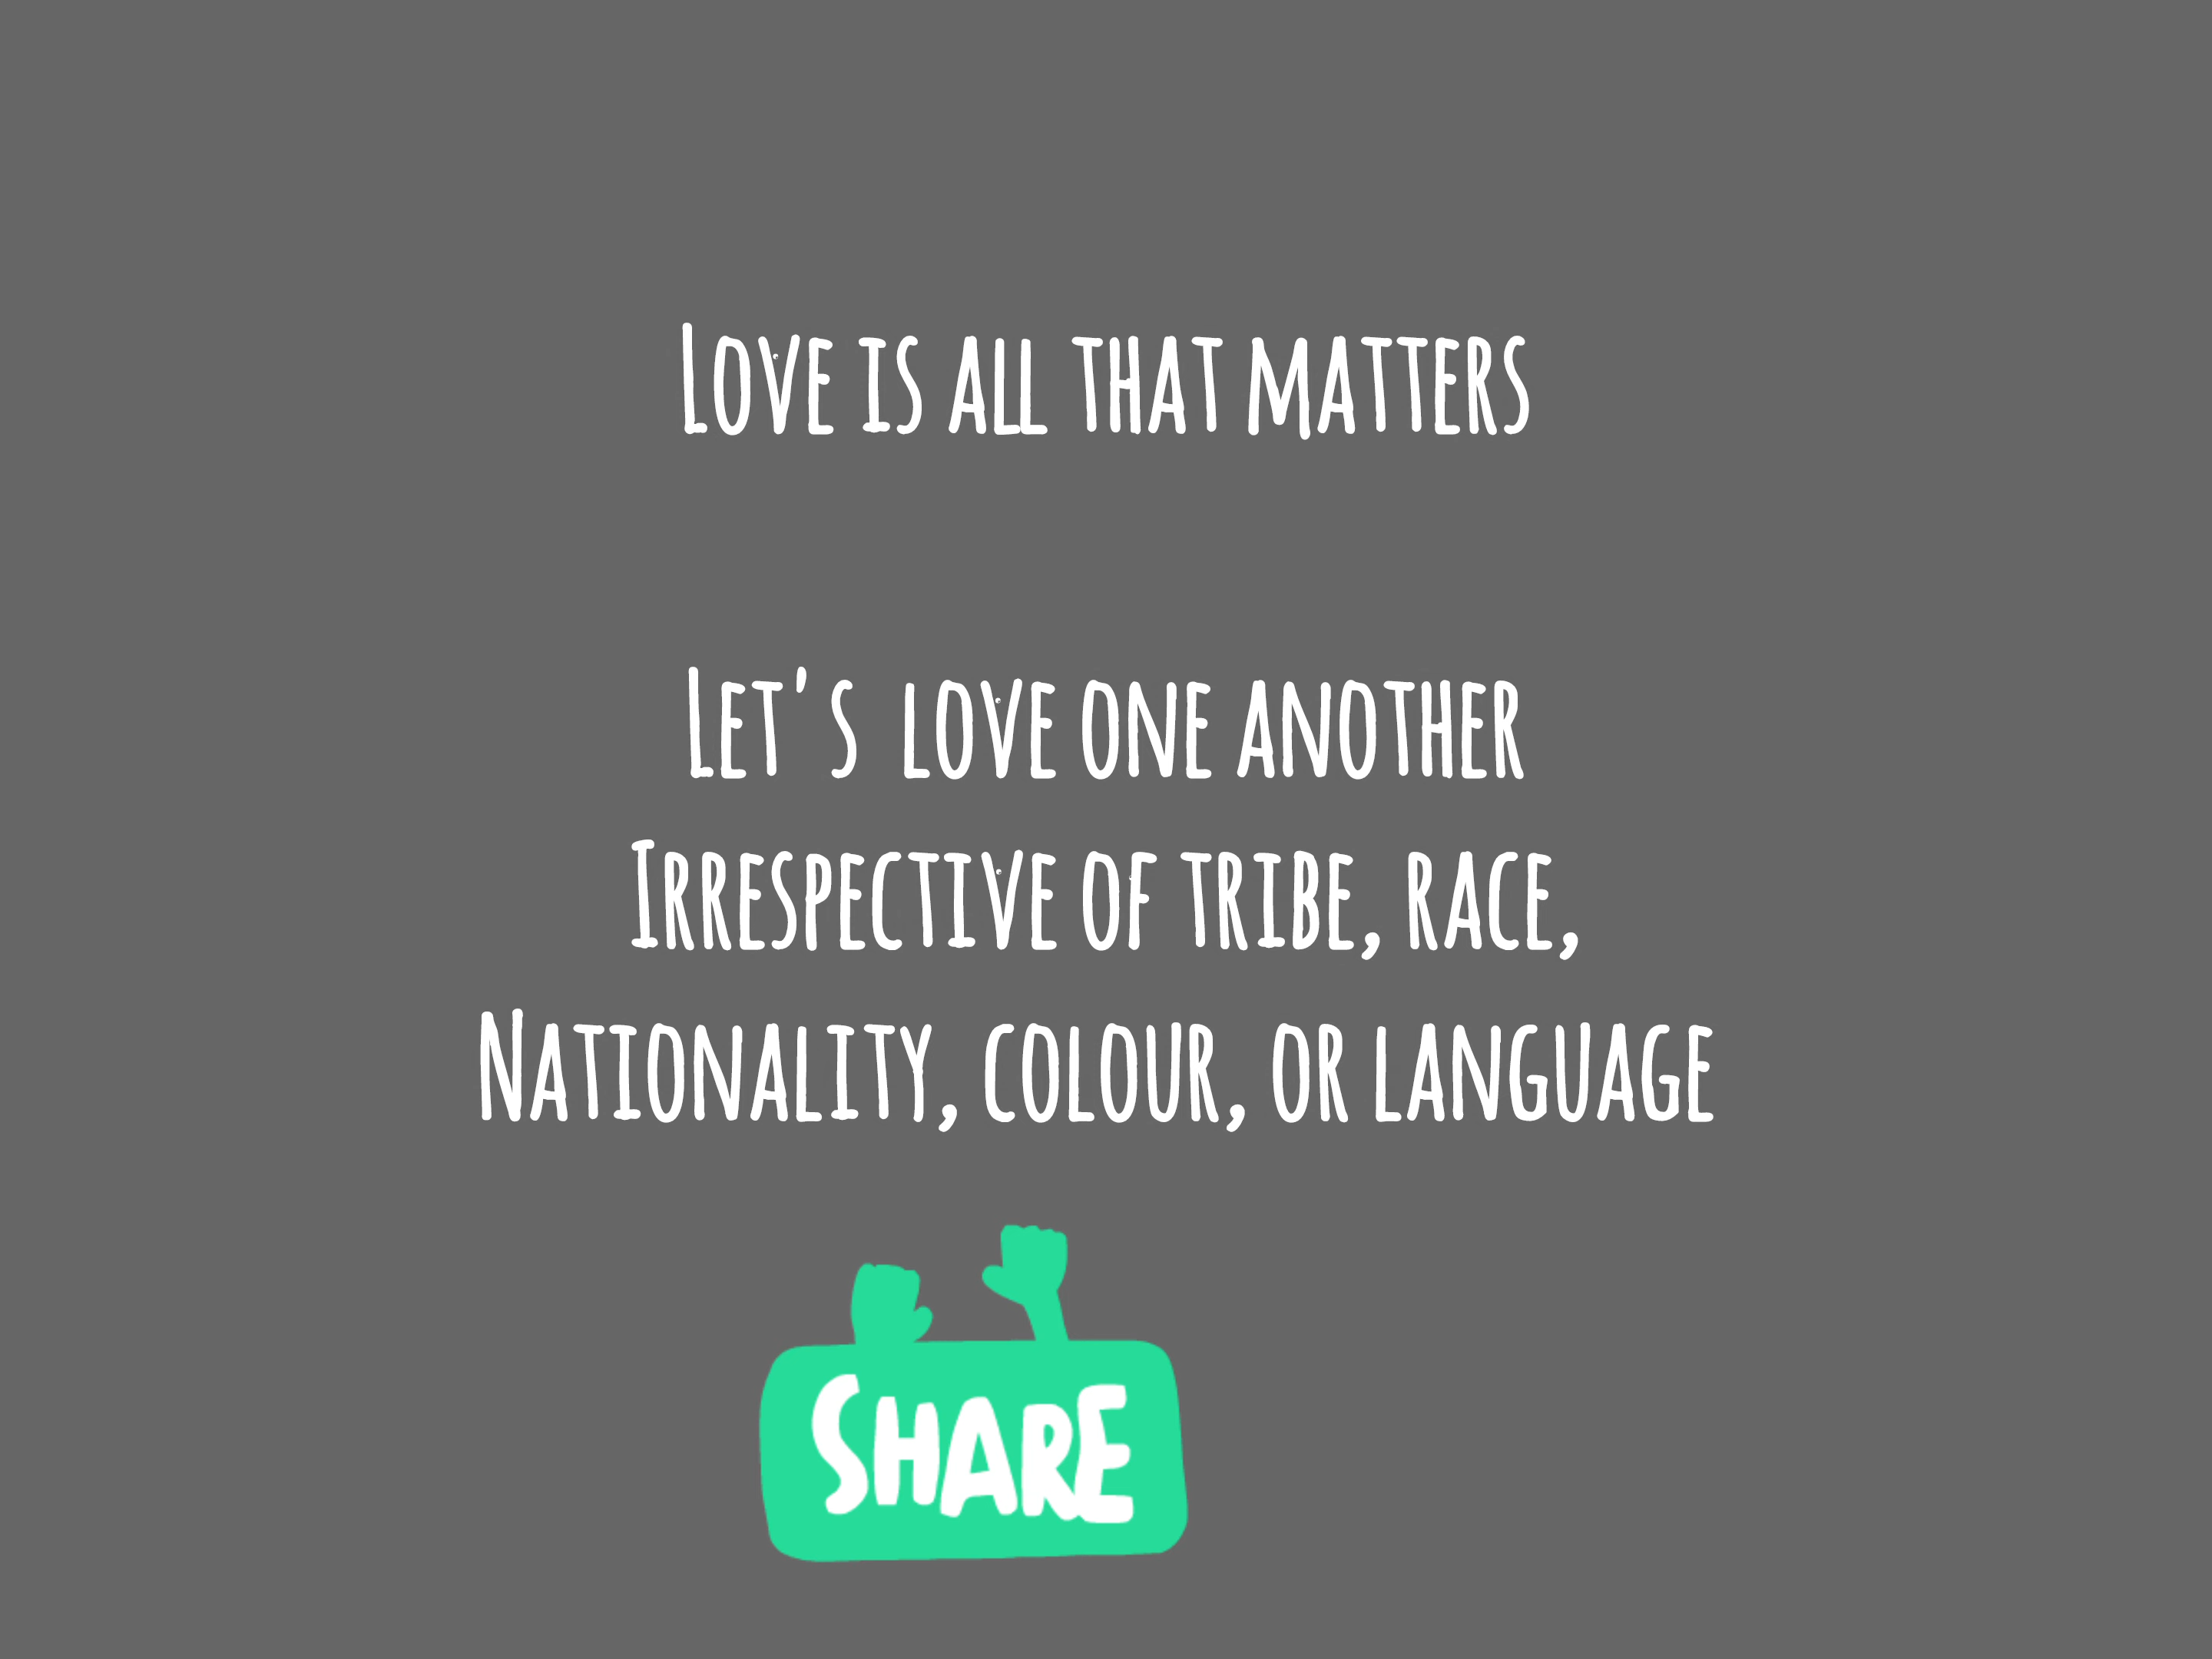 Love is all that matters
Let's love one another
Irrespective of tribe, race,
Nationality, colour, or language
Share